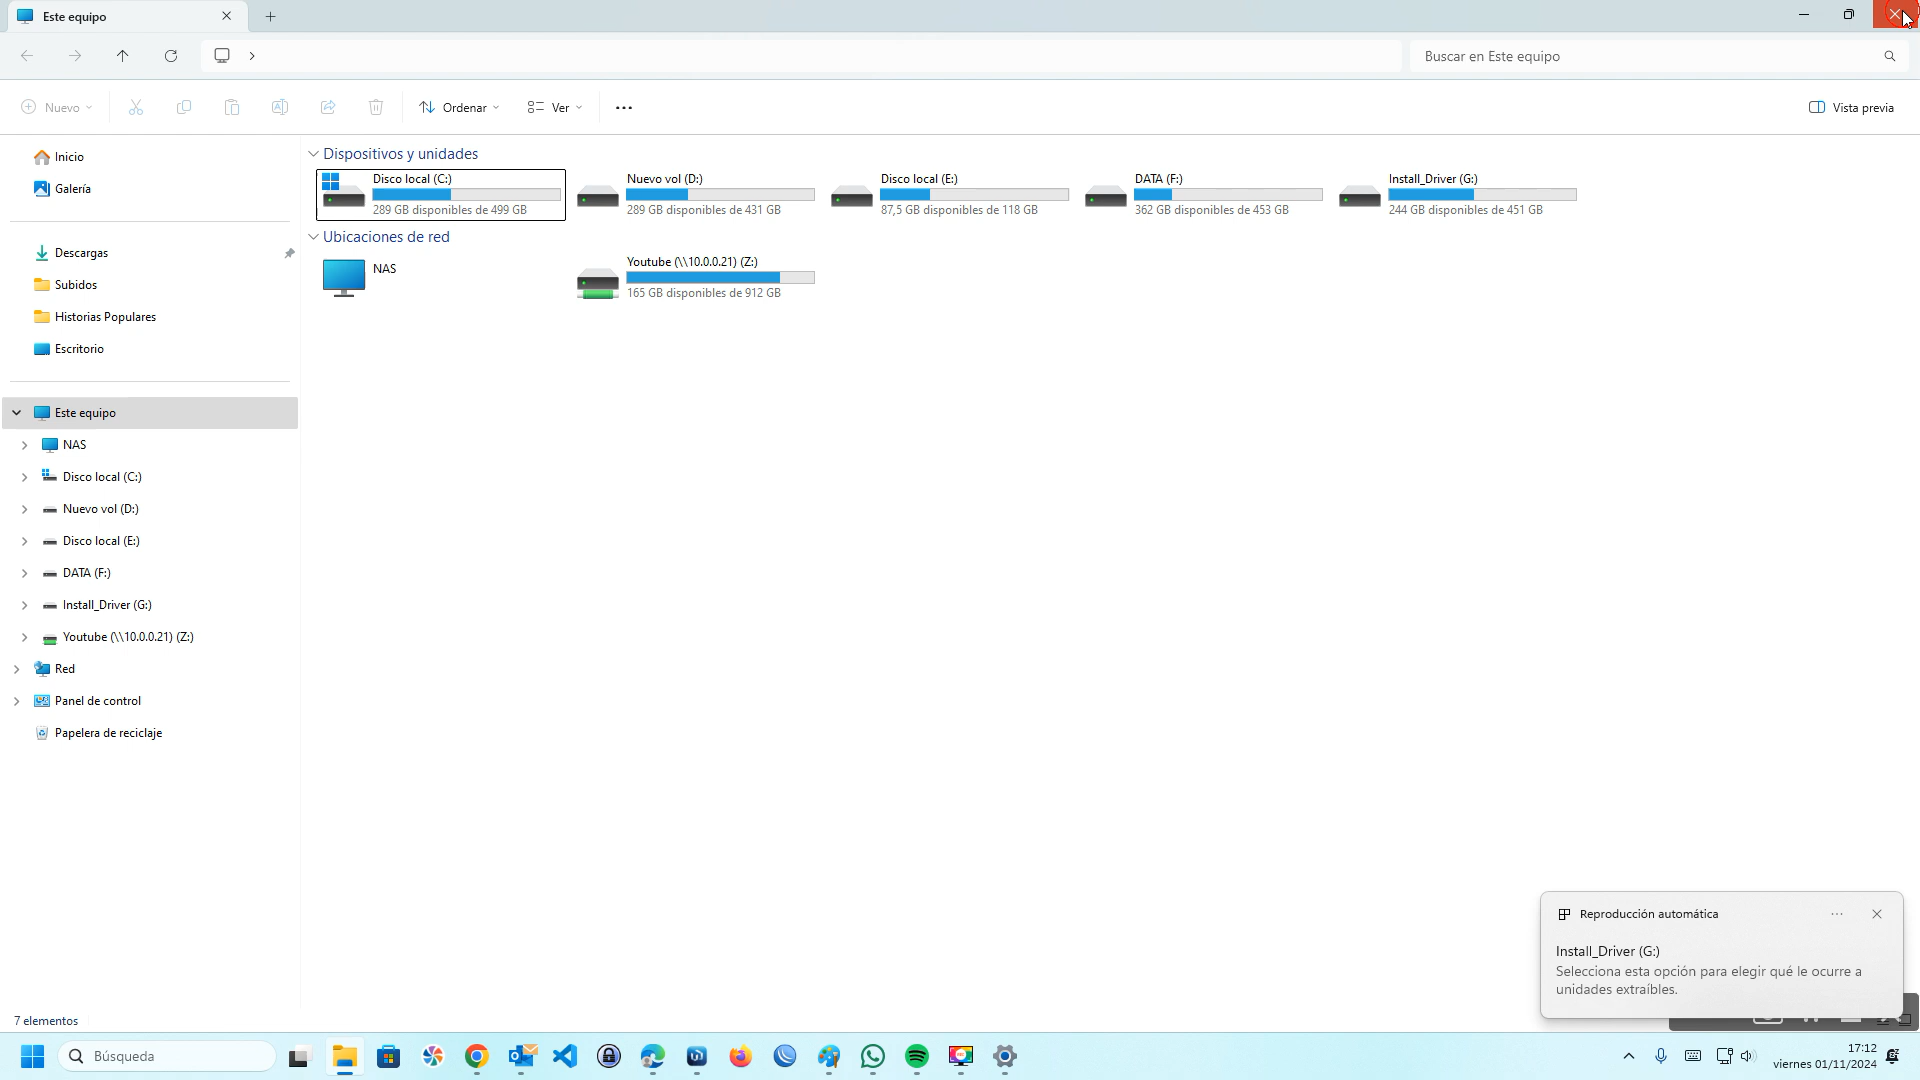 Este equipo
Buscar en Este equipo
Nuevo
Ordenar
Ver
Vista previa
Inicio
Galería
Descargas
Subidos
Historias Populares
Escritorio
Este equipo
NAS
Disco local (C:)
Nuevo vol (D:)
Disco local (E:)
DATA (F:)
Install_Driver (G:)
Youtube (\\10.0.0.21) (Z:)
Red
Panel de control
Papelera de reciclaje
Dispositivos y unidades
Disco local (C:)
289 GB disponibles de 499 GB
Nuevo vol (D:)
289 GB disponibles de 431 GB
Disco local (E:)
87,5 GB disponibles de 118 GB
DATA (F:)
362 GB disponibles de 453 GB
Install_Driver (G:)
244 GB disponibles de 451 GB
Ubicaciones de red
NAS
Youtube (\\10.0.0.21) (Z:)
165 GB disponibles de 912 GB
Reproducción automática
Install_Driver (G:)
Selecciona esta opción para elegir qué le ocurre a
unidades extraíbles.
7 elementos
Búsqueda
17:12
viernes 01/11/2024